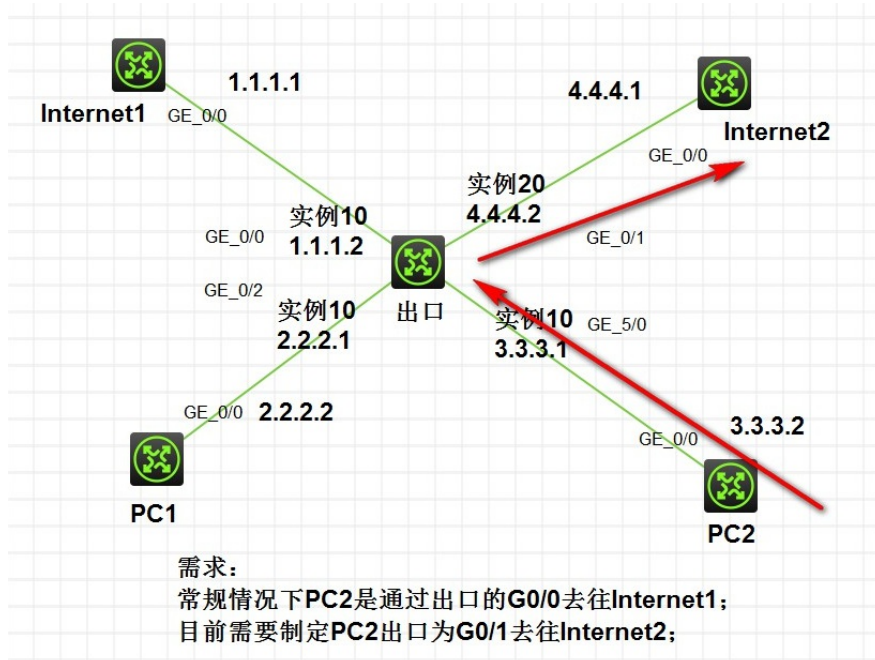 1.1.1.1
4.4.4.1
Internet1
GE_0/0
Internet2
GE_0/0
实例20
4.4.4.2
实例10
1.1.1.2
GE_0/0
GE_0/1
GE_0/2
实例10
2.2.2.1
出口
实例10
3.3.3.1
GE_5/0
GE_0/0
2.2.2.2
3.3.3.2
GE_0/0
PC1
PC2
需求：
常规情况下PC2是通过出口的G0/0去往Internet1；
目前需要制定PC2出口为G0/1去往Internet2；